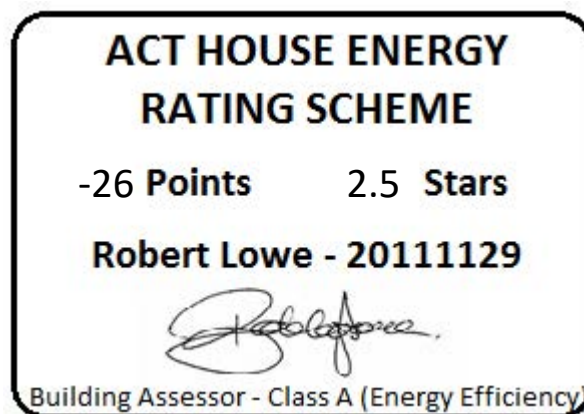 ACT HOUSE ENERGY
RATING SCHEME
-26 Points 2.5 Stars
Robert Lowe - 20111129
Building Assessor - Class A (Energy Efficiency)